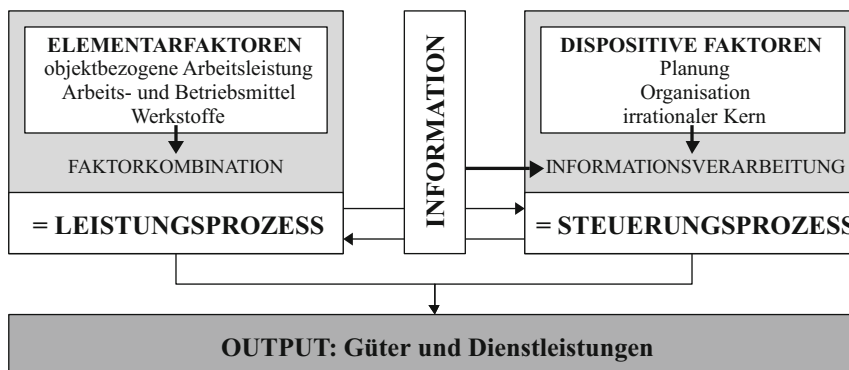 ELEMENTARFAKTOREN
objektbezogene Arbeitsleistung
Arbeits- und Betriebsmittel
Werkstoffe
FAKTORKOMBINATION
= LEISTUNGSPROZESS
INFORMATION
DISPOSITIVE FAKTOREN
Planung
Organisation
irrationaler Kern
INFORMATIONSVERARBEITUNG
= STEUERUNGSPROZESS
OUTPUT: Güter und Dienstleistungen